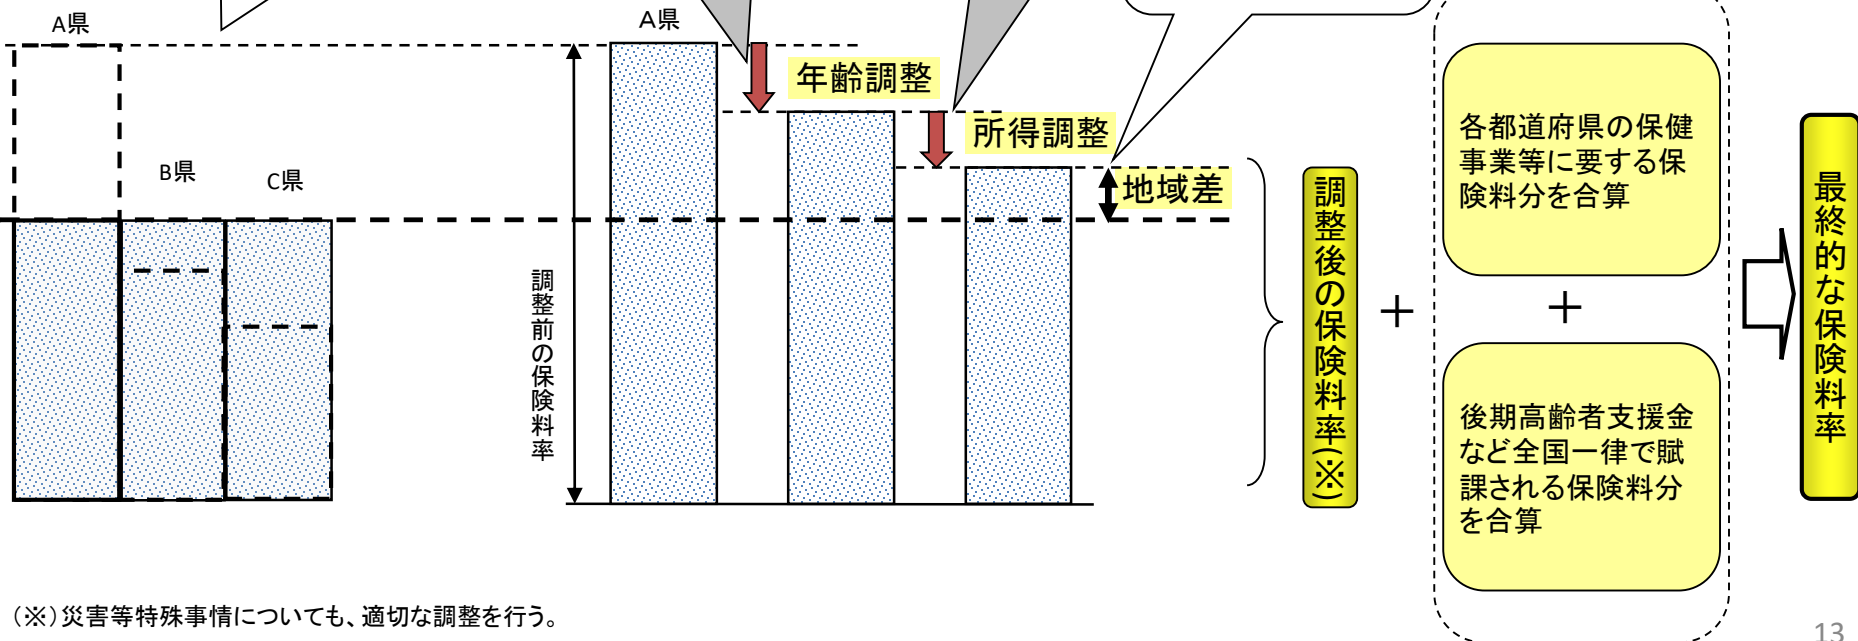 A県
B県
C県
A県
調整前の保険料率
年齢調整
所得調整
地域差
調整後の保険料率(※)
+
各都道府県の保健
事業等に要する保
険料分を合算
+
後期高齢者支援金
など全国一律で賦
課される保険料分
を合算
最終的な保険料率
(※)災害等特殊事情についても、適切な調整を行う。
13